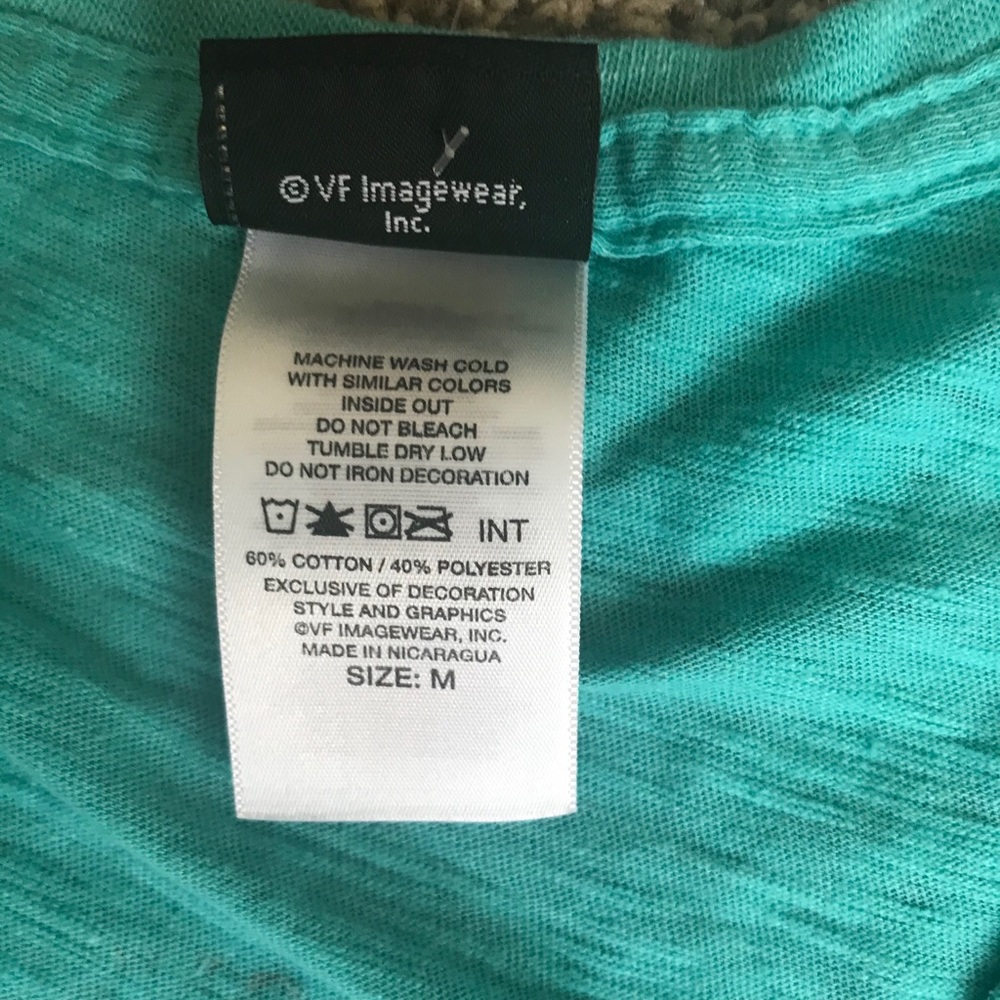 ©VF Imagewear,
Inc.
MACHINE WASH COLD
WITH SIMILAR COLORS
INSIDE OUT
DO NOT BLEACH
TUMBLE DRY LOW
DO NOT IRON DECORATION
INT
60% COTTON / 40% POLYESTER
EXCLUSIVE OF DECORATION
STYLE AND GRAPHICS
©VF IMAGEWEAR, INC.
MADE IN NICARAGUA
SIZE: M